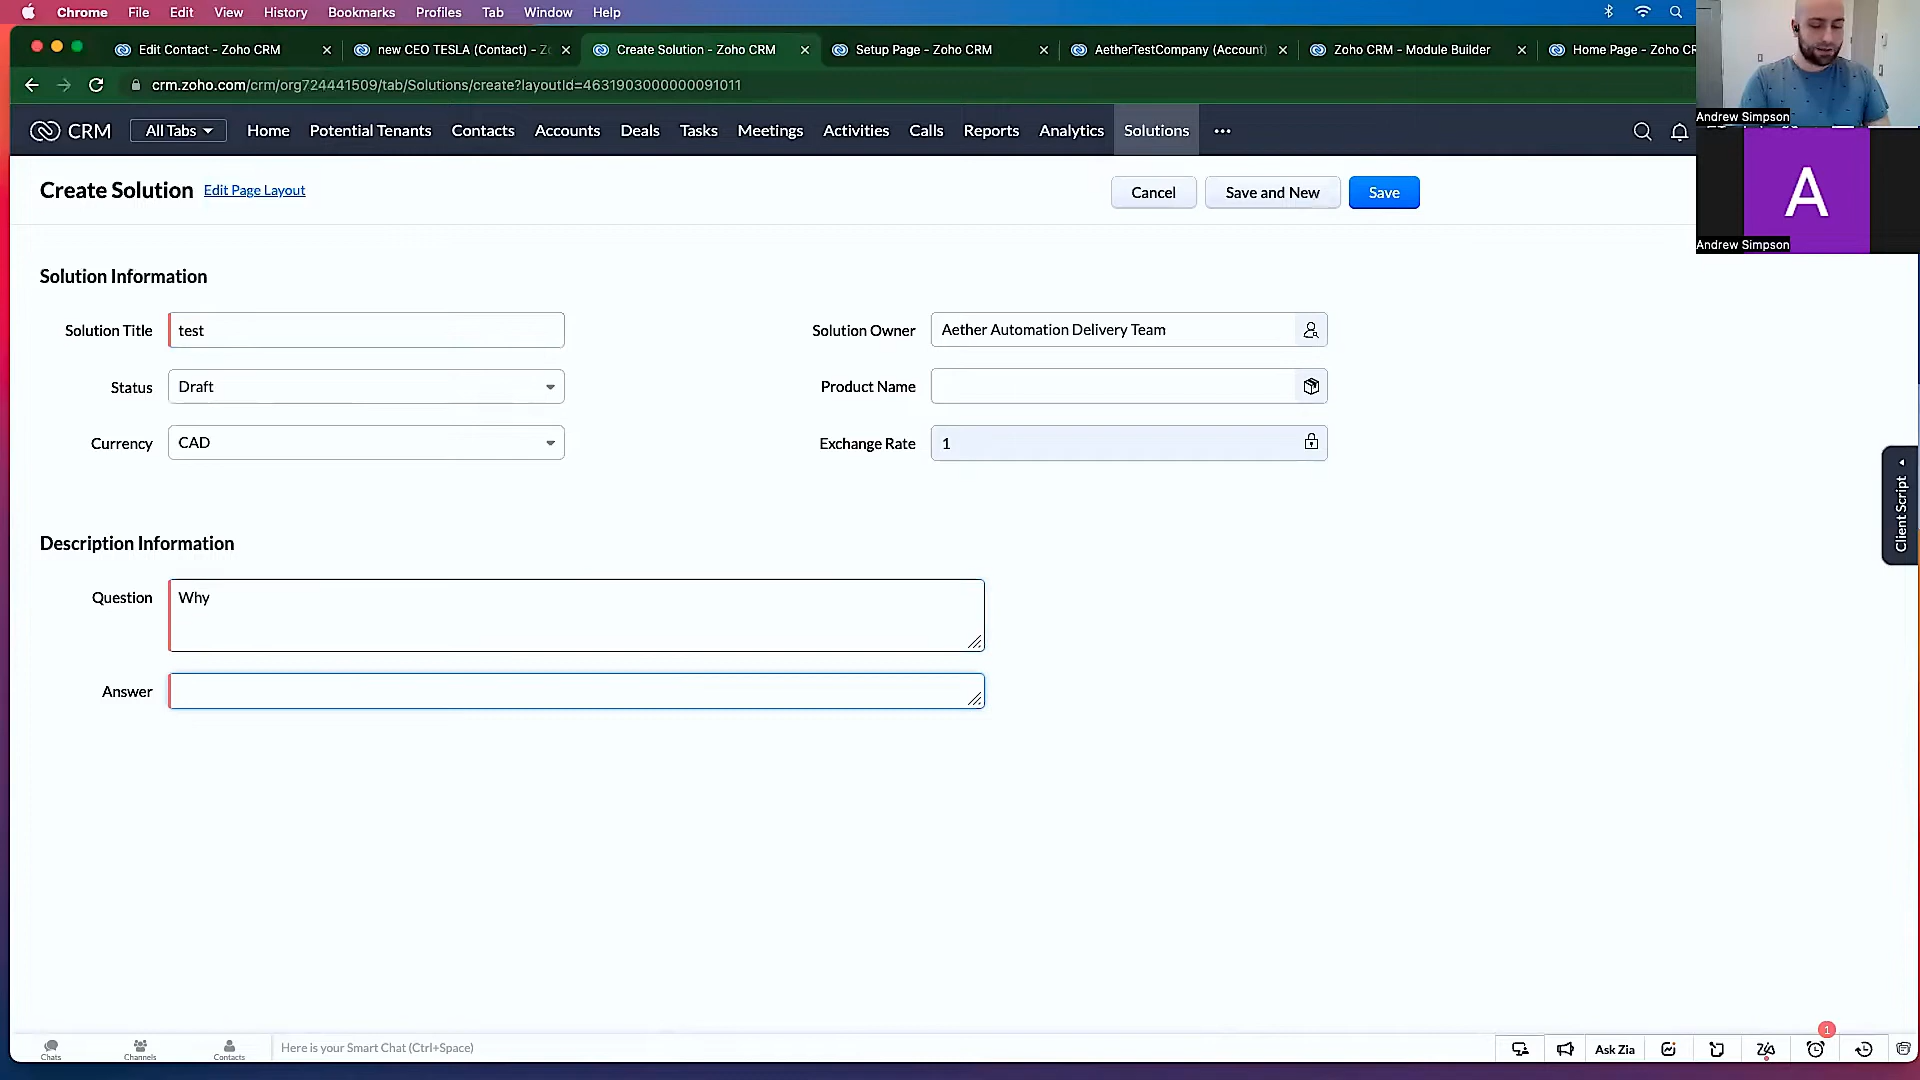 Chrome File Edit View History Bookmarks Profiles Tab Window Help
Edit Contact - Zoho CRM new CEO TESLA (Contact) - Z Create Solution - Zoho CRM Setup Page - Zoho CRM AetherTestCompany (Account) Zoho CRM - Module Builder Home Page - Zoho CR
crm.zoho.com/crm/org724441509/tab/Solutions/create?layoutId=4631903000000091011
Andrew Simpson
CRM All Tabs Home Potential Tenants Contacts Accounts Deals Tasks Meetings Activities Calls Reports Analytics Solutions
A
Andrew Simpson
Create Solution Edit Page Layout Cancel Save and New Save
Solution Information
Solution Title test Solution Owner Aether Automation Delivery Team
Status Draft Product Name
Currency CAD Exchange Rate 1
Client Script
Description Information
Question Why
Answer
Chats Channels Contacts Here is your Smart Chat (Ctrl+Space) Ask Zia 1